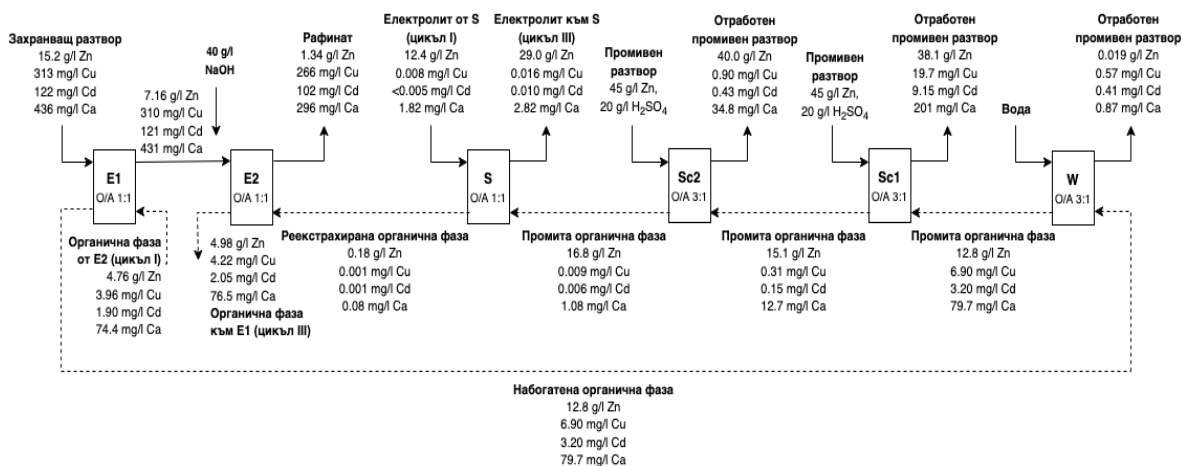 Захранващ разтвор
15.2 g/l Zn
313 mg/l Cu
122 mg/l Cd
436 mg/l Ca
7.16 g/l Zn
310 mg/l Cu
121 mg/l Cd
431 mg/l Ca
40 g/l
NaOH
Рафинат
1.34 g/l Zn
266 mg/l Cu
102 mg/l Cd
296 mg/l Ca
Електролит от S
(цикъл I)
12.4 g/l Zn
0.008 mg/l Cu
<0.005 mg/l Cd
1.82 mg/l Ca
Електролит към S
(цикъл III)
29.0 g/l Zn
0.016 mg/l Cu
0.010 mg/l Cd
2.82 mg/l Ca
Промивен
разтвор
45 g/l Zn,
20 g/l H₂SO₄
Отработен
промивен разтвор
40.0 g/l Zn
0.90 mg/l Cu
0.43 mg/l Cd
34.8 mg/l Ca
Промивен
разтвор
45 g/l Zn,
20 g/l H₂SO₄
Отработен
промивен разтвор
38.1 g/l Zn
19.7 mg/l Cu
9.15 mg/l Cd
201 mg/l Ca
Вода
Отработен
промивен разтвор
0.019 g/l Zn
0.57 mg/l Cu
0.41 mg/l Cd
0.87 mg/l Ca
E1
O/A 1:1
E2
O/A 1:1
S
O/A 1:1
Sc2
O/A 3:1
Sc1
O/A 3:1
W
O/A 3:1
Органична фаза
от E2 (цикъл I)
4.76 g/l Zn
3.96 mg/l Cu
1.90 mg/l Cd
74.4 mg/l Ca
4.98 g/l Zn
4.22 mg/l Cu
2.05 mg/l Cd
76.5 mg/l Ca
Органична фаза
към E1 (цикъл III)
Реекстрахирана органична фаза
0.18 g/l Zn
0.001 mg/l Cu
0.001 mg/l Cd
0.08 mg/l Ca
Промита органична фаза
16.8 g/l Zn
0.009 mg/l Cu
0.006 mg/l Cd
1.08 mg/l Ca
Промита органична фаза
15.1 g/l Zn
0.31 mg/l Cu
0.15 mg/l Cd
12.7 mg/l Ca
Промита органична фаза
12.8 g/l Zn
6.90 mg/l Cu
3.20 mg/l Cd
79.7 mg/l Ca
Набогатена органична фаза
12.8 g/l Zn
6.90 mg/l Cu
3.20 mg/l Cd
79.7 mg/l Ca